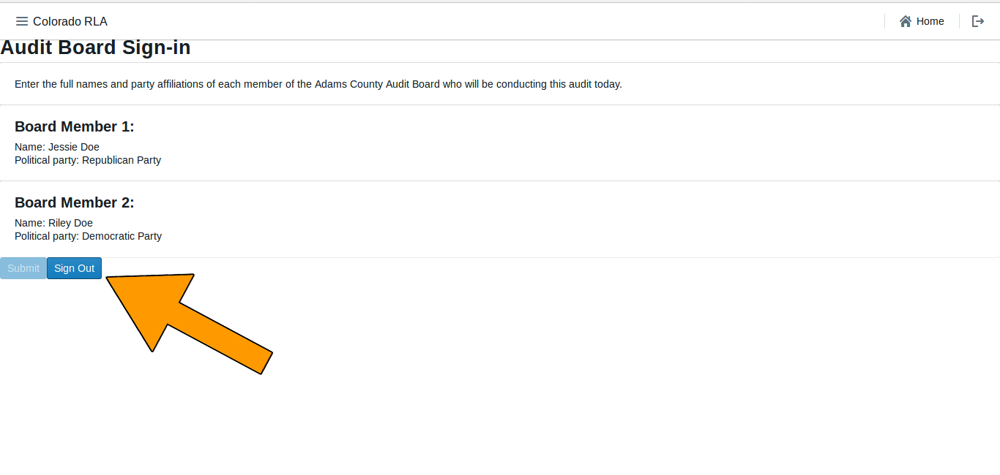 Colorado RLA
Home
Audit Board Sign-in
Enter the full names and party affiliations of each member of the Adams County Audit Board who will be conducting this audit today.
Board Member 1:
Name: Jessie Doe
Political party: Republican Party
Board Member 2:
Name: Riley Doe
Political party: Democratic Party
Submit
Sign Out